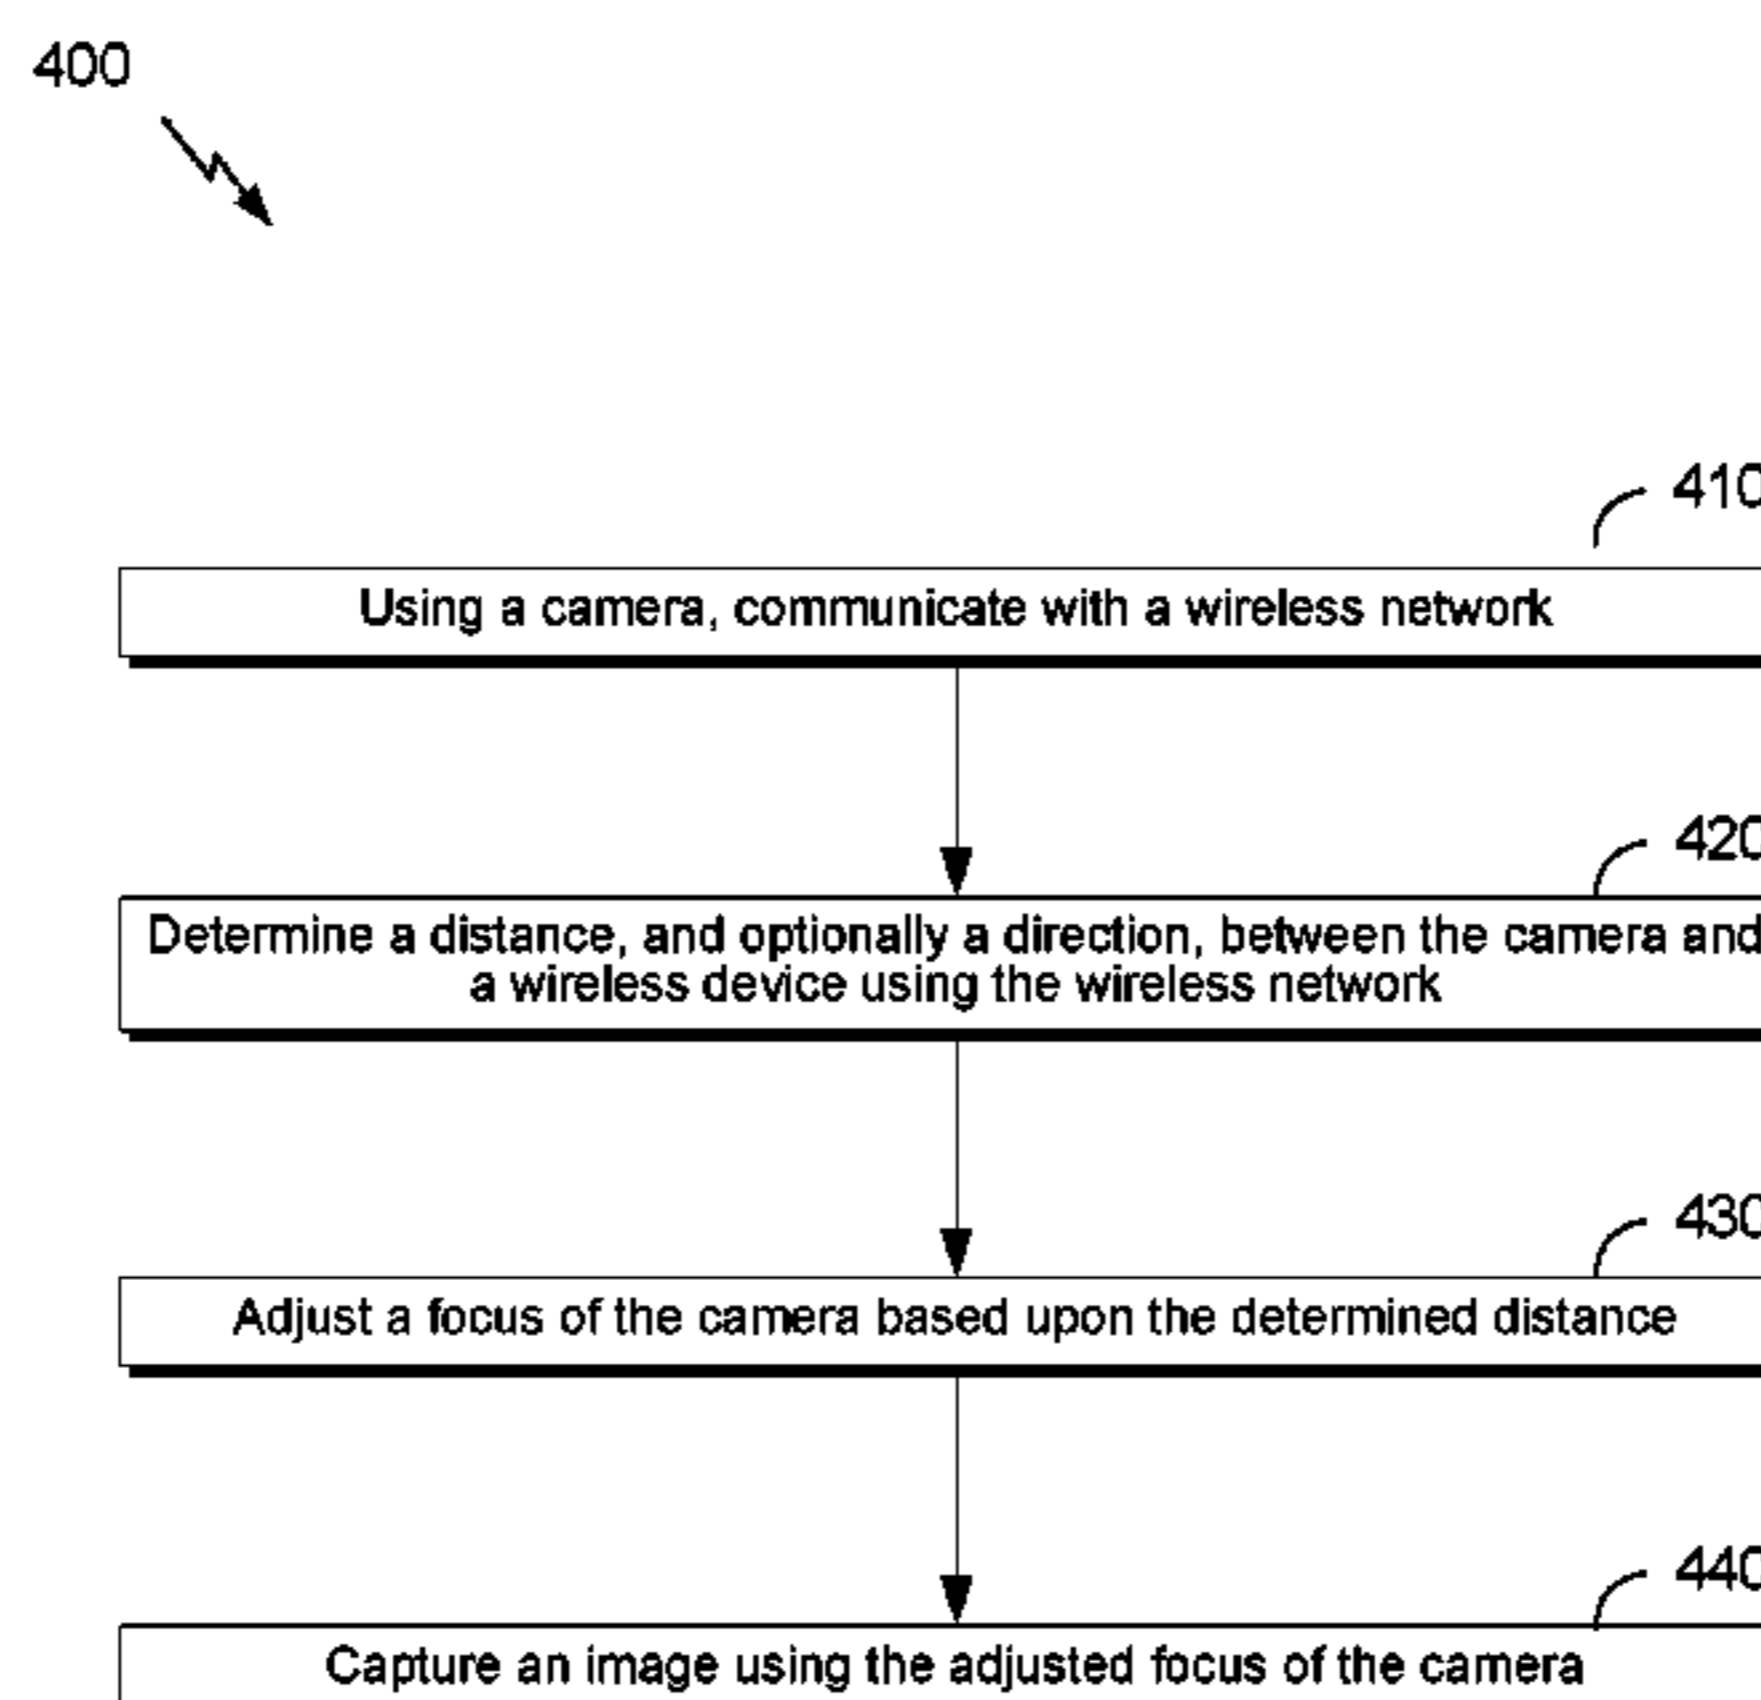 400
410
Using a camera, communicate with a wireless network
420
Determine a distance, and optionally a direction, between the camera and
a wireless device using the wireless network
430
Adjust a focus of the camera based upon the determined distance
440
Capture an image using the adjusted focus of the camera